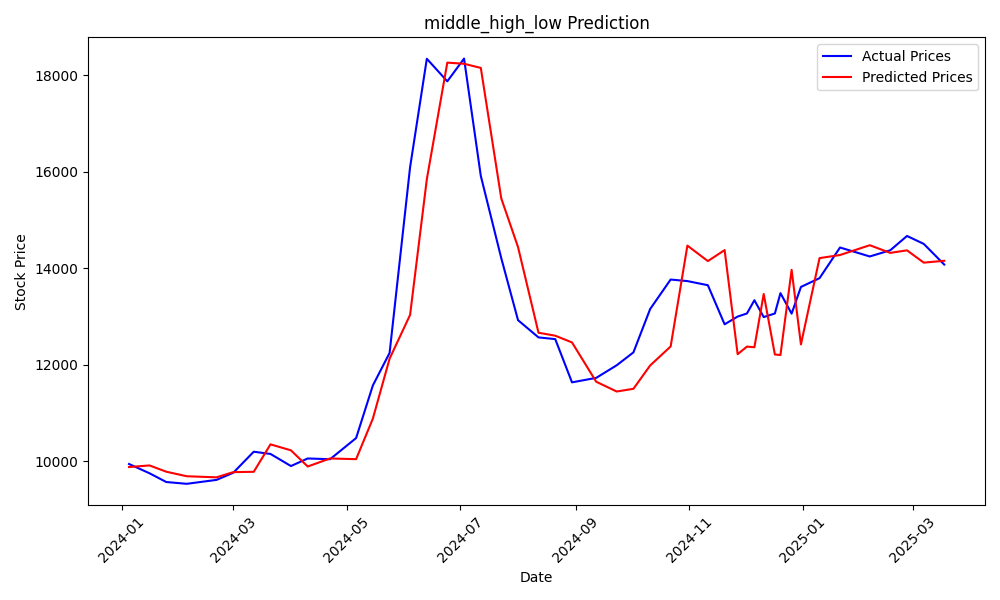 middle_high_low Prediction
Actual Prices
Predicted Prices
Stock Price
18000
16000
14000
12000
10000
2024-01
2024-03
2024-05
2024-07
2024-09
2024-11
2025-01
2025-03
Date